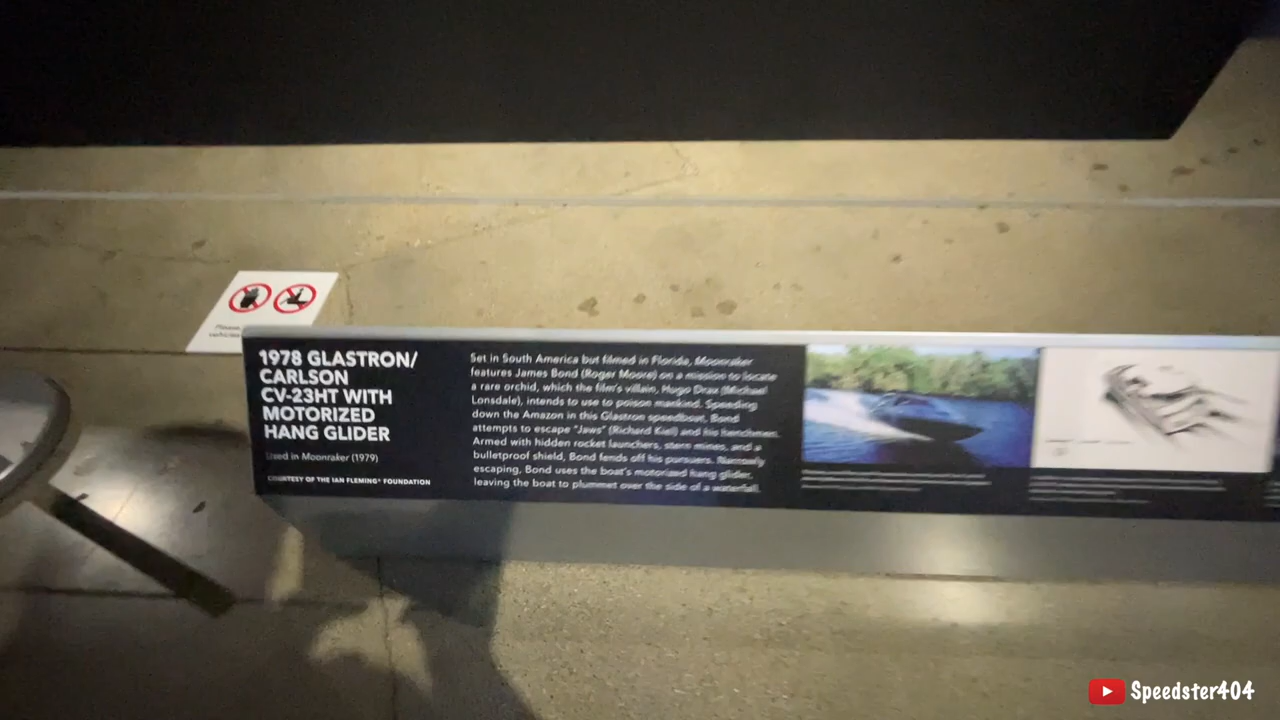 Please,
vehicles
1978 GLASTRON/
CARLSON
CV-23HT WITH
MOTORIZED
HANG GLIDER
Used in Moonraker (1979)
COURTESY OF THE IAN FLEMING® FOUNDATION
Set in South America but filmed in Florida, Moonraker
features James Bond (Roger Moore) on a mission to locate
a rare orchid, which the film's villain, Hugo Drax (Michael
Lonsdale), intends to use to poison mankind. Speeding
down the Amazon in this Glastron speedboat, Bond
attempts to escape "Jaws" (Richard Kiel) and his henchmen.
Armed with hidden rocket launchers, stern mines, and a
bulletproof shield, Bond fends off his pursuers. Narrowly
escaping, Bond uses the boat's motorized hang glider,
leaving the boat to plummet over the side of a waterfall.
Speedster404